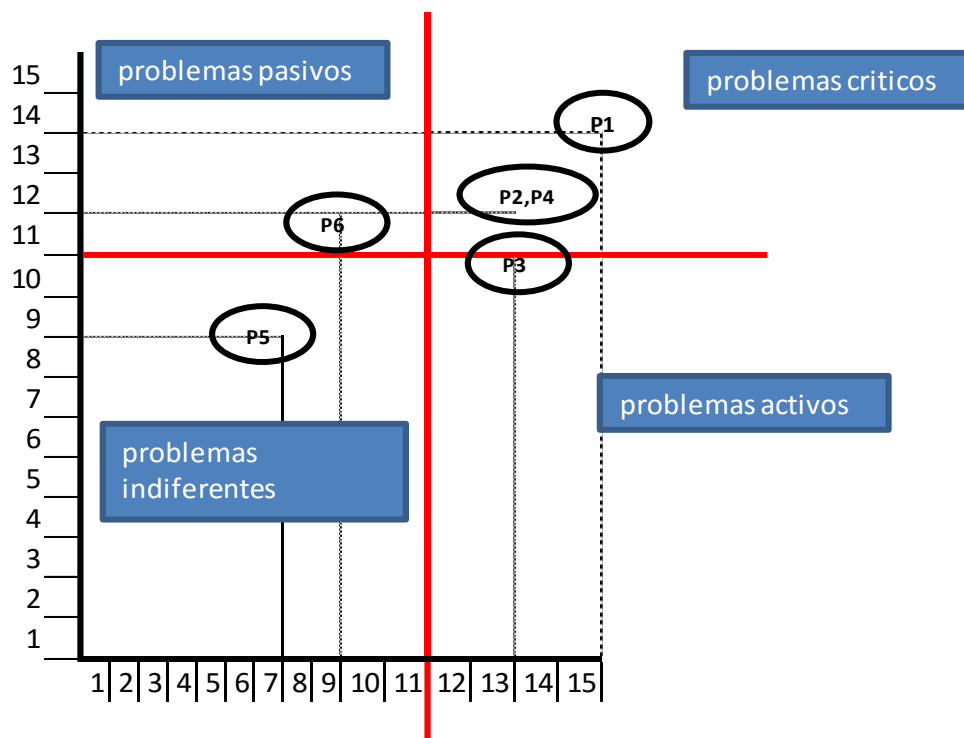 problemas pasivos
problemas criticos
15
14
P1
13
12
P2,P4
P6
11
P3
10
9
P5
8
problemas activos
7
6
problemas
indiferentes
5
4
3
2
1
1 2 3 4 5 6 7 8 9 10 11 12 13 14 15